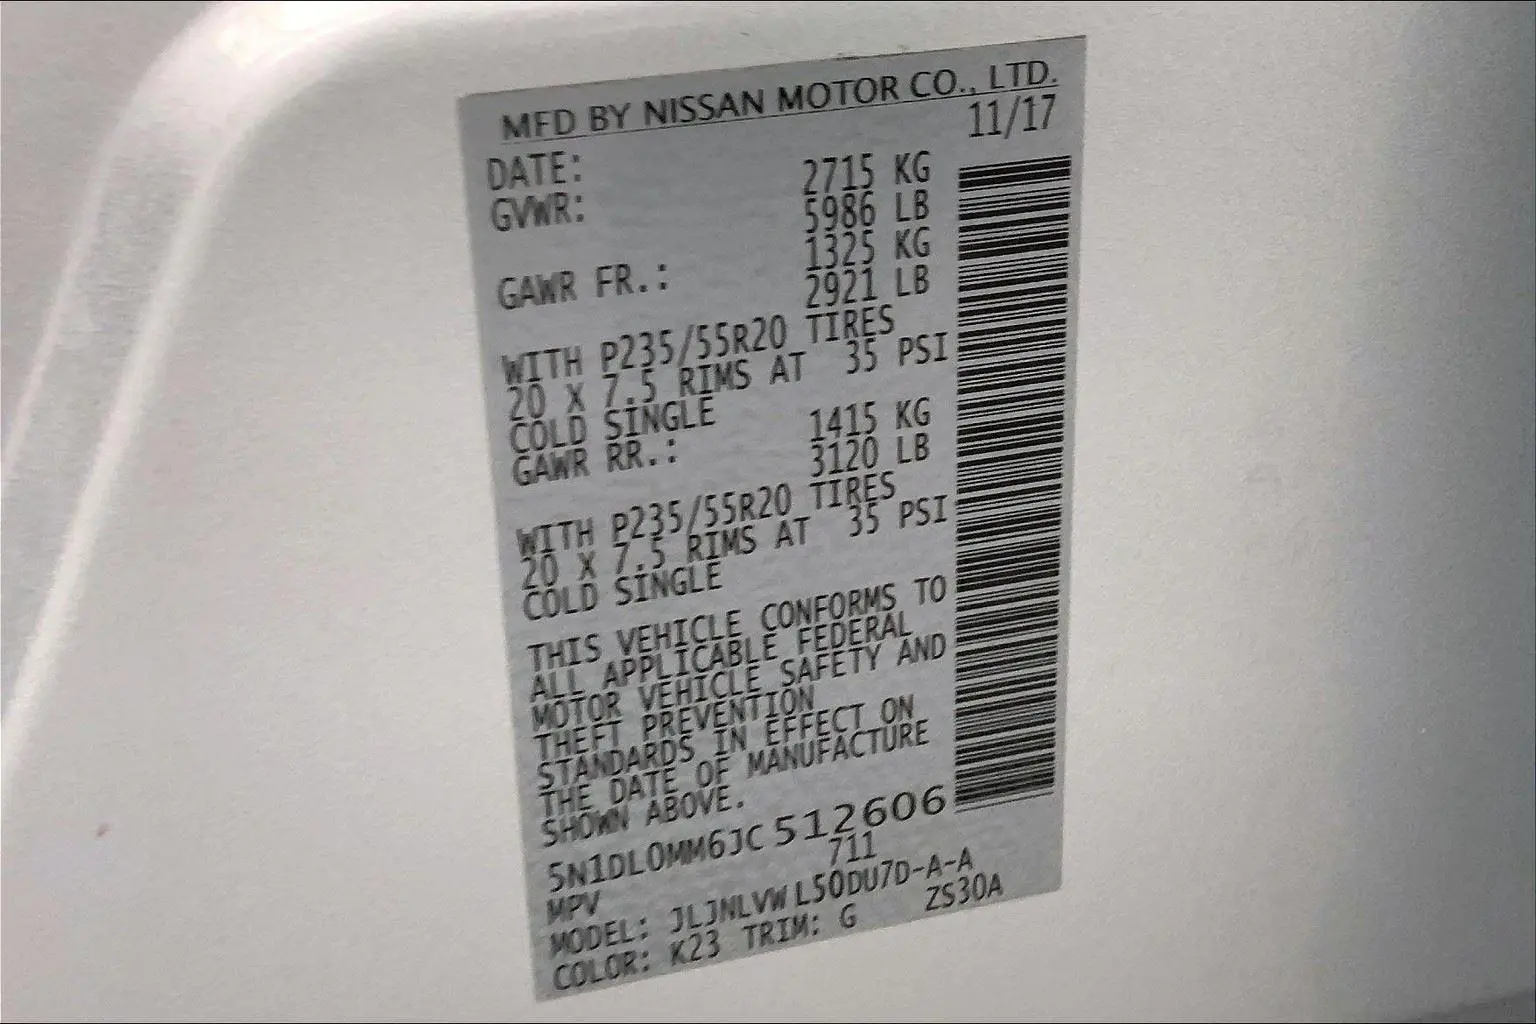 MFD BY NISSAN MOTOR CO., LTD.
DATE: 11/17
GVWR: 2715 KG
5986 LB
GAWR FR.: 1325 KG
2921 LB
WITH P235/55R20 TIRES
20 X 7.5 RIMS AT 35 PSI
COLD SINGLE
GAWR RR.: 1415 KG
3120 LB
WITH P235/55R20 TIRES
20 X 7.5 RIMS AT 35 PSI
COLD SINGLE
THIS VEHICLE CONFORMS TO
ALL APPLICABLE FEDERAL
MOTOR VEHICLE SAFETY AND
THEFT PREVENTION
STANDARDS IN EFFECT ON
THE DATE OF MANUFACTURE
SHOWN ABOVE.
5N1DL0MM6JC512606
MPV 711
MODEL: JLJNLVWL50DU7D-A-A
COLOR: K23 TRIM: G ZS30A